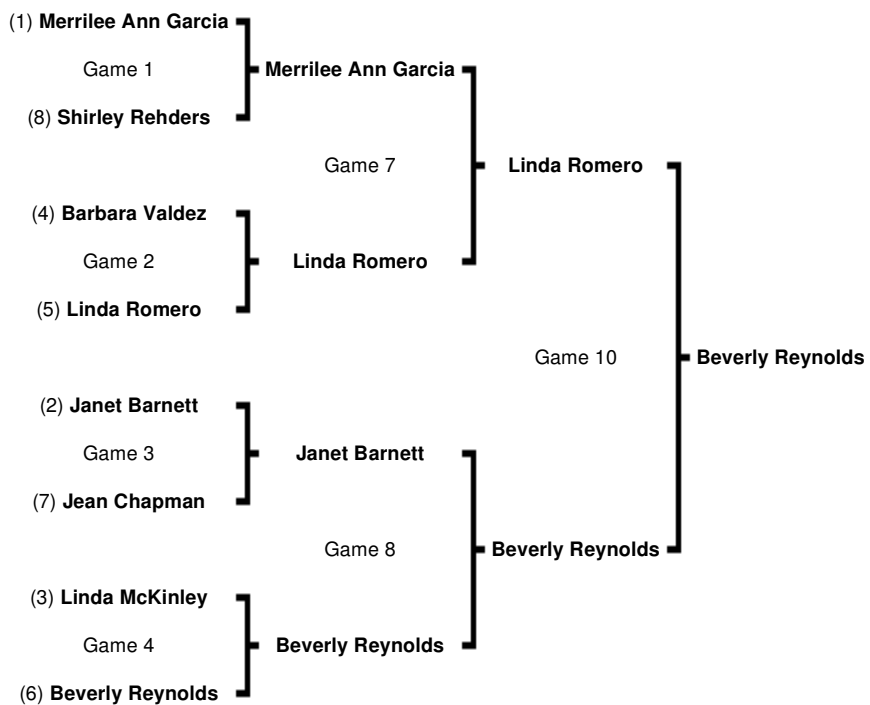 (1) Merrilee Ann Garcia
Game 1
Merrilee Ann Garcia
(8) Shirley Rehders
Game 7
Linda Romero
(4) Barbara Valdez
Game 2
Linda Romero
(5) Linda Romero
Game 10
Beverly Reynolds
(2) Janet Barnett
Game 3
Janet Barnett
(7) Jean Chapman
Game 8
Beverly Reynolds
(3) Linda McKinley
Game 4
Beverly Reynolds
(6) Beverly Reynolds